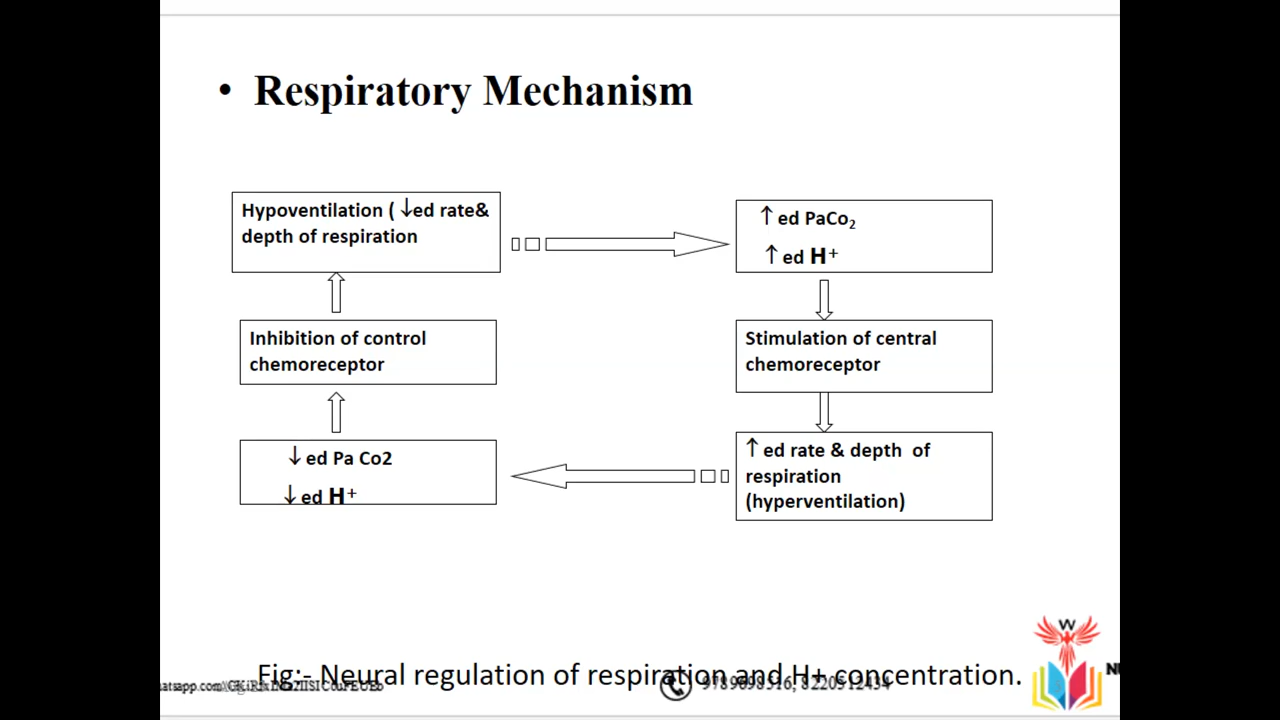 • Respiratory Mechanism
Hypoventilation ( ↓ed rate&
depth of respiration
↑ ed PaCo₂
↑ ed H⁺
Inhibition of control
chemoreceptor
Stimulation of central
chemoreceptor
↓ ed Pa Co2
↓ ed H⁺
↑ ed rate & depth of
respiration
(hyperventilation)
W
Fig:- Neural regulation of respiration and H+ concentration.